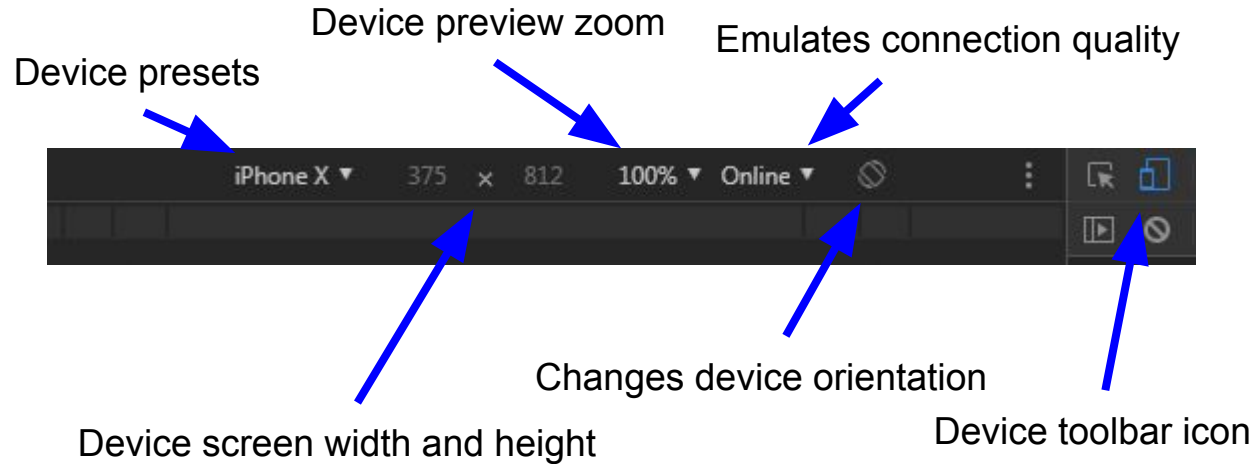 Device preview zoom
Emulates connection quality
Device presets
iPhone X ▼ 375 × 812 100% ▼ Online ▼
Changes device orientation
Device toolbar icon
Device screen width and height